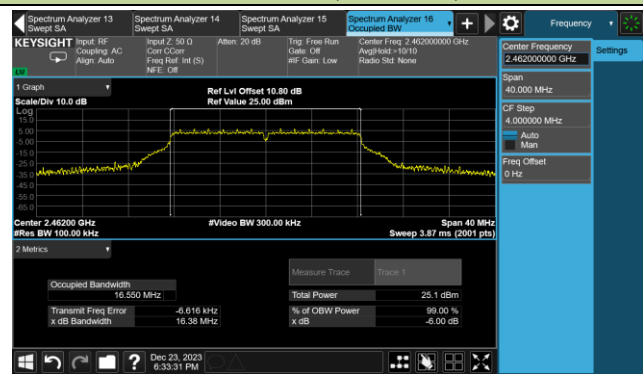 Spectrum Analyzer 13
Swept SA
Spectrum Analyzer 14
Swept SA
Spectrum Analyzer 15
Swept SA
Spectrum Analyzer 16
Occupied BW
Frequency
KEYSIGHT
Input: RF
Coupling: AC
Align: Auto
Input Z: 50 Ω
Corr CCorr
Freq Ref: Int (S)
NFE: Off
Atten: 20 dB
Trig: Free Run
Gate: Off
#IF Gain: Low
Center Freq: 2.462000000 GHz
Avg|Hold:>10/10
Radio Std: None
LXI
Center Frequency
2.462000000 GHz
Settings
Span
40.000 MHz
CF Step
4.000000 MHz
Auto
Man
Freq Offset
0 Hz
1 Graph
Scale/Div 10.0 dB
Ref Lvl Offset 10.80 dB
Ref Value 25.00 dBm
Log
15.0
5.00
-5.00
-15.0
-25.0
-35.0
-45.0
-55.0
-65.0
Center 2.46200 GHz
#Video BW 300.00 kHz
Span 40 MHz
#Res BW 100.00 kHz
Sweep 3.87 ms (2001 pts)
2 Metrics
Measure Trace
Trace 1
Occupied Bandwidth
16.550 MHz
Total Power
25.1 dBm
Transmit Freq Error
-6.616 kHz
% of OBW Power
99.00 %
x dB Bandwidth
16.38 MHz
x dB
-6.00 dB
?
Dec 23, 2023
6:33:31 PM